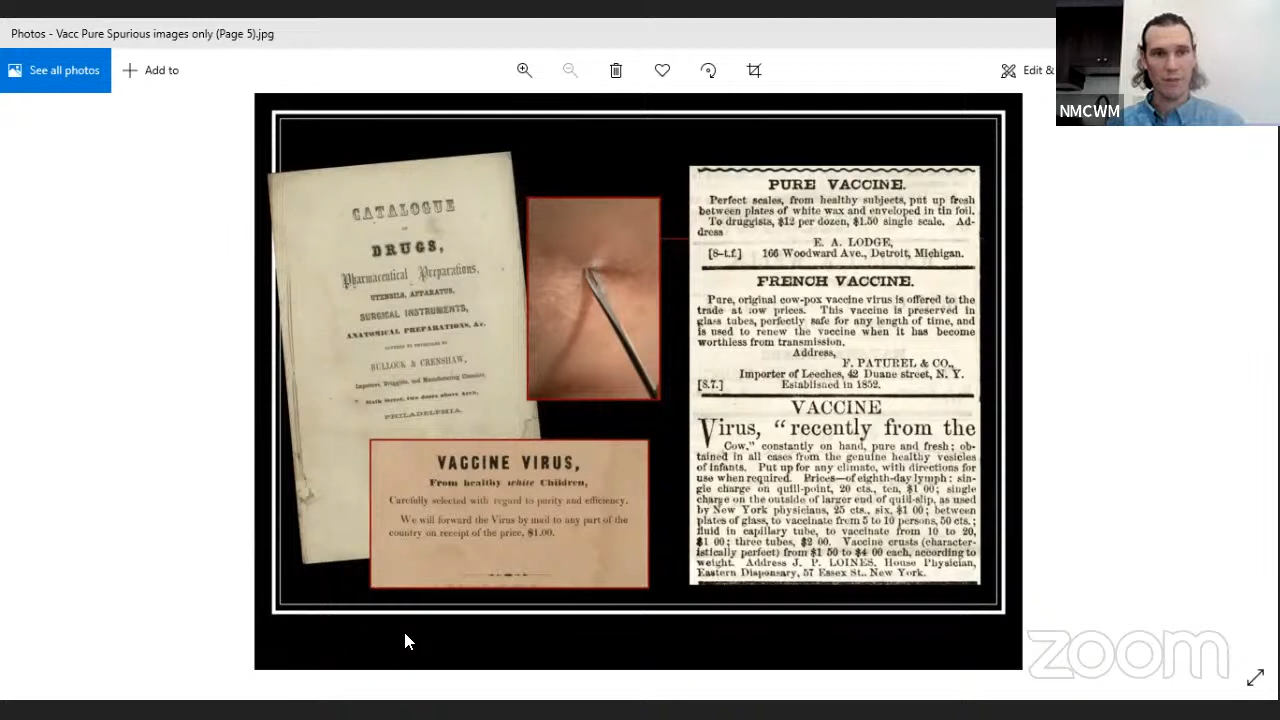 Photos - Vacc Pure Spurious images only (Page 5).jpg
See all photos
Add to
Edit &
NMCWM
CATALOGUE
OF
DRUGS,
Pharmaceutical Preparations,
UTENSILS, APPARATUS,
SURGICAL INSTRUMENTS,
ANATOMICAL PREPARATIONS, &c.
BULLOCK & CRENSHAW,
Importers, Druggists, and Manufacturing Chemists,
Sixth Street, two doors above Arch,
PHILADELPHIA.
VACCINE VIRUS,
From healthy white Children,
Carefully selected with regard to purity and efficiency.
We will forward the Virus by mail to any part of the
country on receipt of the price, $1.00.
PURE VACCINE.
Perfect scales, from healthy subjects, put up fresh
between plates of white wax and enveloped in tin foil.
To druggists, $12 per dozen, $1.50 single scale. Ad-
dress
E. A. LODGE,
[8-t.f.] 166 Woodward Ave., Detroit, Michigan.
FRENCH VACCINE.
Pure, original cow-pox vaccine virus is offered to the
trade at low prices. This vaccine is preserved in
glass tubes, perfectly safe for any length of time, and
is used to renew the vaccine when it has become
worthless from transmission.
Address,
F. PATUREL & CO.,
Importer of Leeches, 42 Duane street, N. Y.
[8.7.] Established in 1852.
VACCINE
Virus, "recently from the
Cow," constantly on hand, pure and fresh; ob-
tained in all cases from the genuine healthy vesicles
of infants. Put up for any climate, with directions for
use when required. Prices—of eighth-day lymph: sin-
gle charge on quill-point, 20 cts., ten, $1 00; single
charge on the outside of larger end of quill-slip, as used
by New York physicians, 25 cts., six, $1 00; between
plates of glass, to vaccinate from 5 to 10 persons, 50 cts.;
fluid in capillary tube, to vaccinate from 10 to 20,
$1 00; three tubes, $2 00. Vaccine crusts (character-
istically perfect) from $1 50 to $4 00 each, according to
weight. Address J. P. LOINES, House Physician,
Eastern Dispensary, 57 Essex St., New York.
zoom